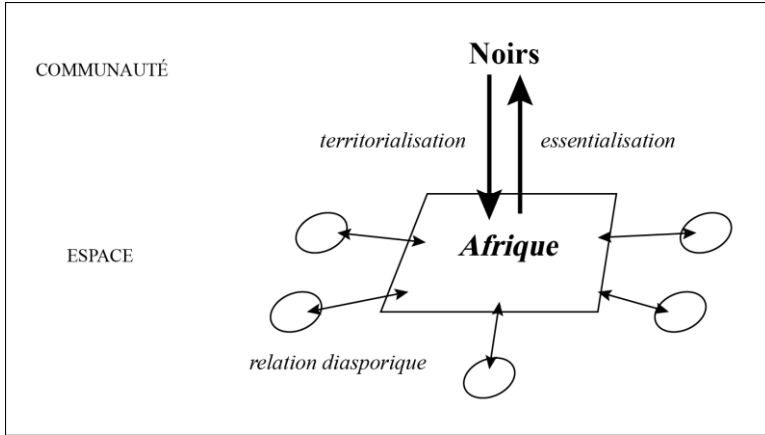 Noirs
COMMUNAUTÉ
territorialisation
essentialisation
Afrique
ESPACE
relation diasporique